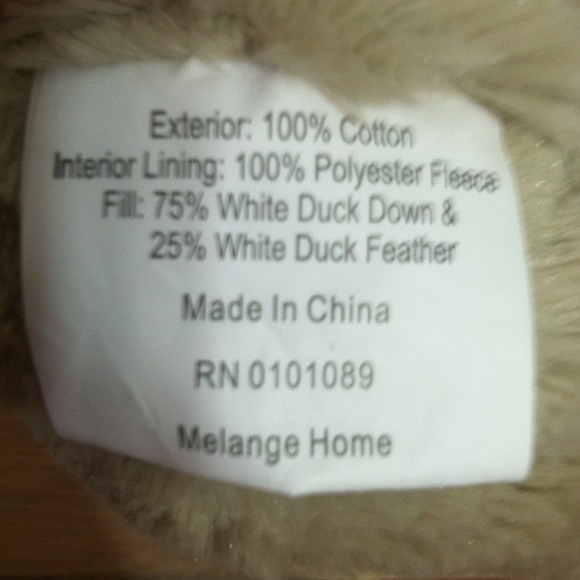 Exterior: 100% Cotton
Interior Lining: 100% Polyester Fleece
Fill: 75% White Duck Down &
25% White Duck Feather
Made In China
RN 0101089
Melange Home